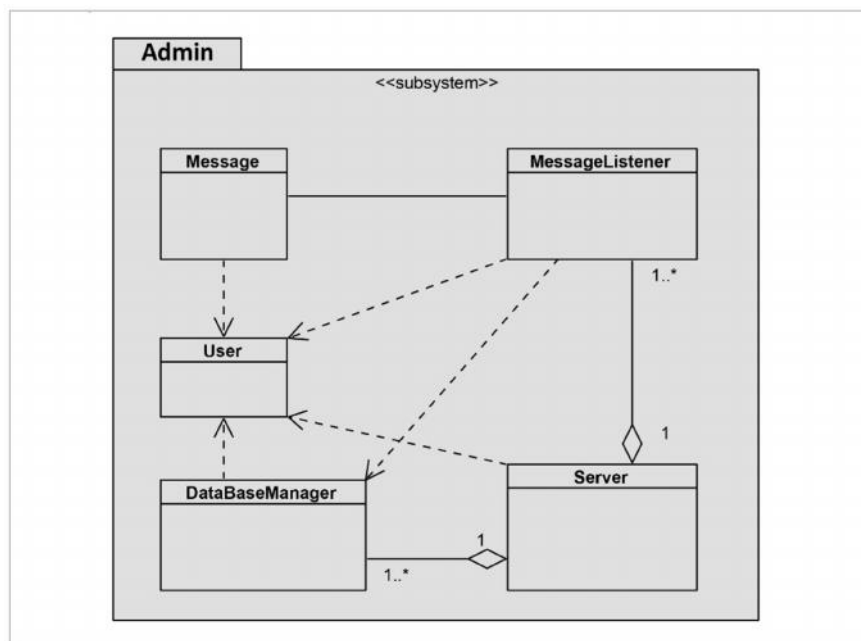 Admin
<<subsystem>>
Message
MessageListener
1..*
User
1
Server
DataBaseManager
1
1..*